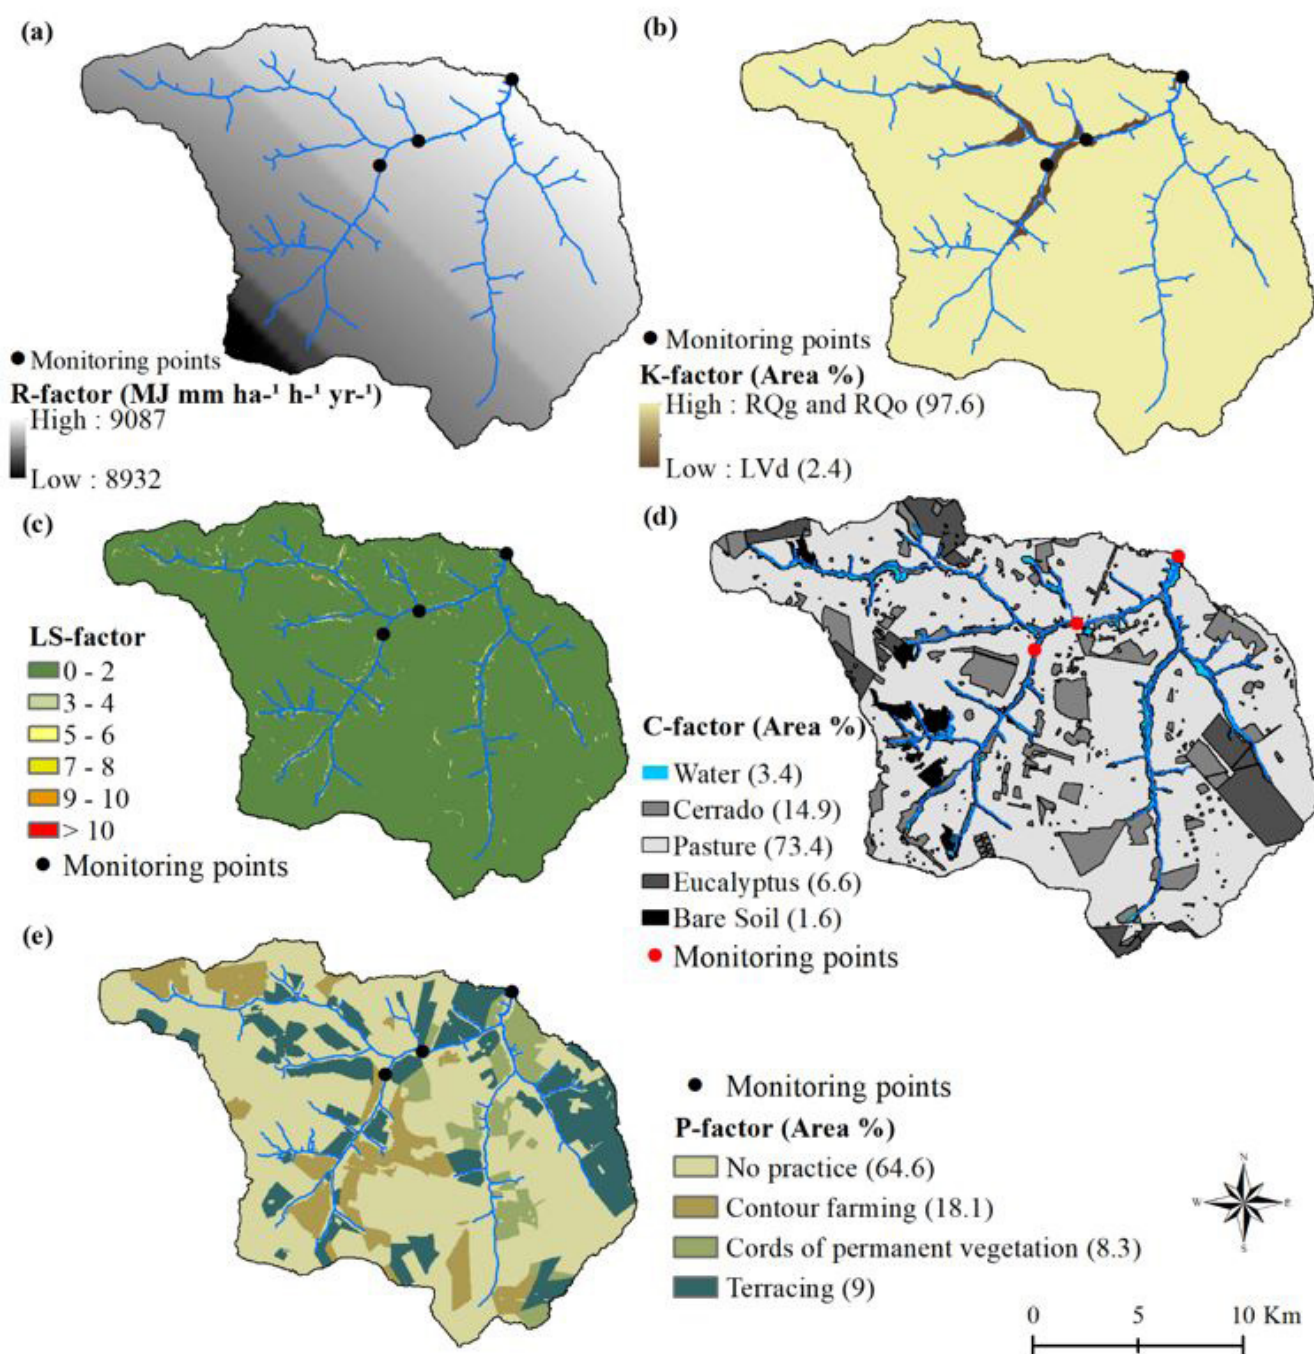 (a)
Monitoring points
R-factor (MJ mm ha-¹ h-¹ yr-¹)
High : 9087
Low : 8932
(b)
Monitoring points
K-factor (Area %)
High : RQg and RQo (97.6)
Low : LVd (2.4)
(c)
LS-factor
0 - 2
3 - 4
5 - 6
7 - 8
9 - 10
> 10
Monitoring points
(d)
C-factor (Area %)
Water (3.4)
Cerrado (14.9)
Pasture (73.4)
Eucalyptus (6.6)
Bare Soil (1.6)
Monitoring points
(e)
Monitoring points
P-factor (Area %)
No practice (64.6)
Contour farming (18.1)
Cords of permanent vegetation (8.3)
Terracing (9)
N
W
E
S
0 5 10 Km